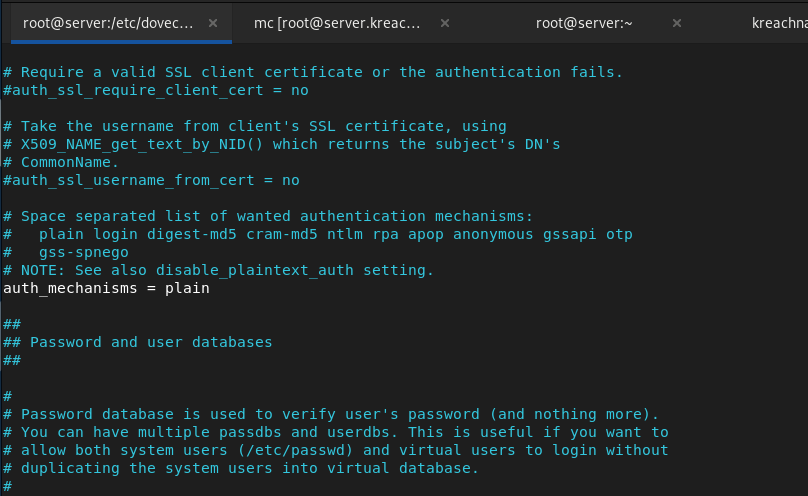 root@server:/etc/dovec... ×
mc [root@server.kreac... ×
root@server:~ ×
kreachna
# Require a valid SSL client certificate or the authentication fails.
#auth_ssl_require_client_cert = no
# Take the username from client's SSL certificate, using
# X509_NAME_get_text_by_NID() which returns the subject's DN's
# CommonName.
#auth_ssl_username_from_cert = no
# Space separated list of wanted authentication mechanisms:
#   plain login digest-md5 cram-md5 ntlm rpa apop anonymous gssapi otp
#   gss-spnego
# NOTE: See also disable_plaintext_auth setting.
auth_mechanisms = plain
##
## Password and user databases
##
#
# Password database is used to verify user's password (and nothing more).
# You can have multiple passdbs and userdbs. This is useful if you want to
# allow both system users (/etc/passwd) and virtual users to login without
# duplicating the system users into virtual database.
#